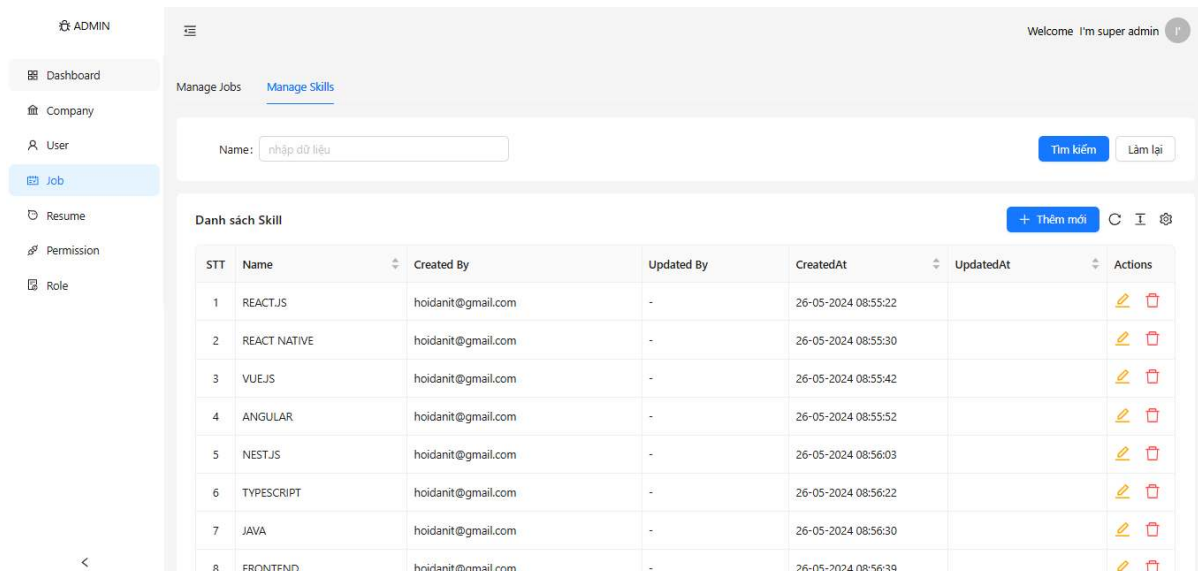 ADMIN
Welcome I'm super admin I'
Dashboard
Company
User
Job
Resume
Permission
Role
Manage Jobs Manage Skills
Name: nhập dữ liệu Tìm kiếm Làm lại
Danh sách Skill + Thêm mới
STT Name Created By Updated By CreatedAt UpdatedAt Actions
1 REACT.JS hoidanit@gmail.com - 26-05-2024 08:55:22
2 REACT NATIVE hoidanit@gmail.com - 26-05-2024 08:55:30
3 VUE.JS hoidanit@gmail.com - 26-05-2024 08:55:42
4 ANGULAR hoidanit@gmail.com - 26-05-2024 08:55:52
5 NEST.JS hoidanit@gmail.com - 26-05-2024 08:56:03
6 TYPESCRIPT hoidanit@gmail.com - 26-05-2024 08:56:22
7 JAVA hoidanit@gmail.com - 26-05-2024 08:56:30
8 FRONTEND hoidanit@gmail.com - 26-05-2024 08:56:39